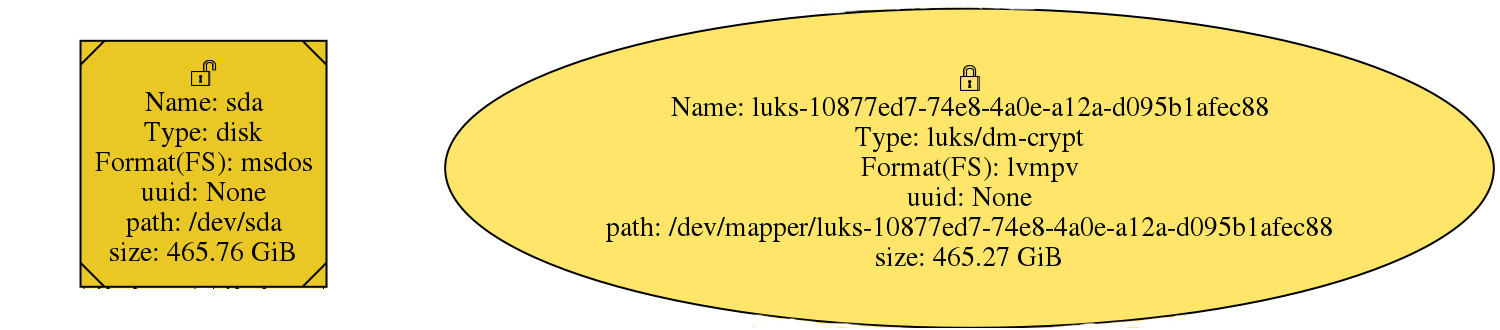 Name: sda
Type: disk
Format(FS): msdos
uuid: None
path: /dev/sda
size: 465.76 GiB
Name: luks-10877ed7-74e8-4a0e-a12a-d095b1afec88
Type: luks/dm-crypt
Format(FS): lvmpv
uuid: None
path: /dev/mapper/luks-10877ed7-74e8-4a0e-a12a-d095b1afec88
size: 465.27 GiB